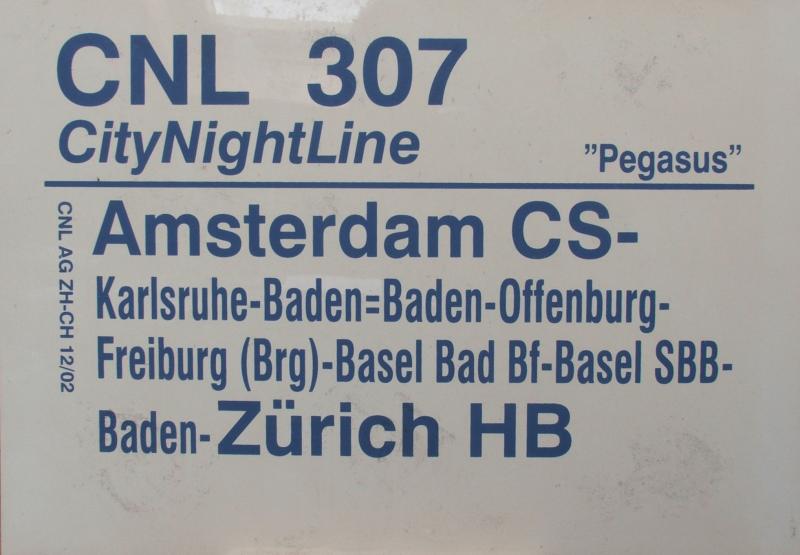 CNL 307
CityNightLine
”Pegasus”
CNL AG ZH-CH 12/02
Amsterdam CS-
Karlsruhe-Baden=Baden-Offenburg-
Freiburg (Brg)-Basel Bad Bf-Basel SBB-
Baden-Zürich HB